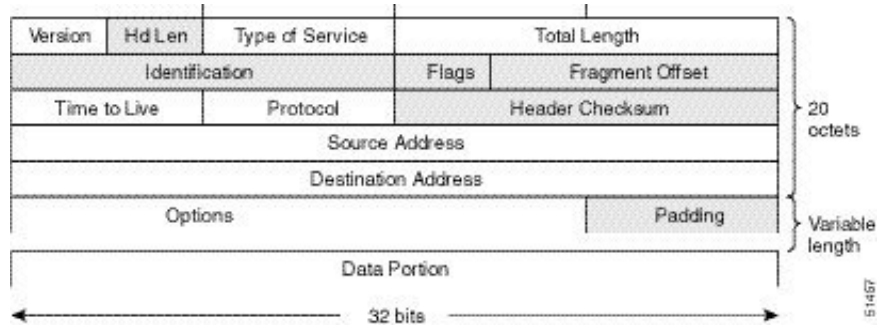 Version Hd Len Type of Service Total Length
Identification Flags Fragment Offset
Time to Live Protocol Header Checksum
20
octets
Source Address
Destination Address
Options Padding
Variable
length
Data Portion
32 bits
51457